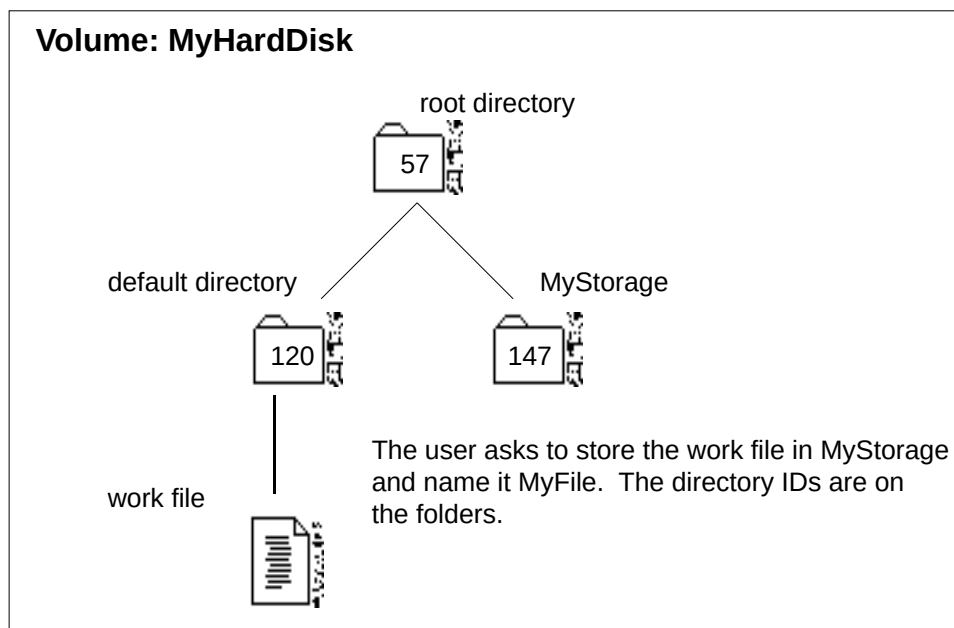 Volume: MyHardDisk
root directory
57
default directory
MyStorage
120
147
The user asks to store the work file in MyStorage
and name it MyFile.  The directory IDs are on
the folders.
work file